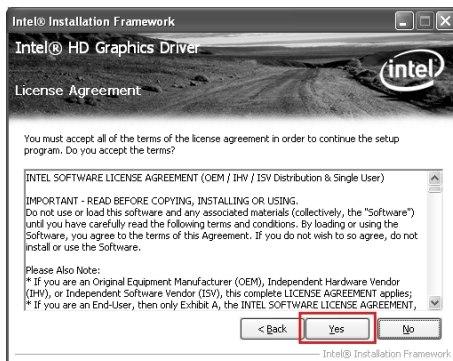 Intel® Installation Framework
Intel® HD Graphics Driver
intel
License Agreement
You must accept all of the terms of the license agreement in order to continue the setup
program. Do you accept the terms?
INTEL SOFTWARE LICENSE AGREEMENT (OEM / IHV / ISV Distribution & Single User)
IMPORTANT - READ BEFORE COPYING, INSTALLING OR USING.
Do not use or load this software and any associated materials (collectively, the "Software")
until you have carefully read the following terms and conditions. By loading or using the
Software, you agree to the terms of this Agreement. If you do not wish to so agree, do not
install or use the Software.
Please Also Note:
* If you are an Original Equipment Manufacturer (OEM), Independent Hardware Vendor
(IHV), or Independent Software Vendor (ISV), this complete LICENSE AGREEMENT applies;
* If you are an End-User, then only Exhibit A, the INTEL SOFTWARE LICENSE AGREEMENT,
< Back Yes No
Intel® Installation Framework